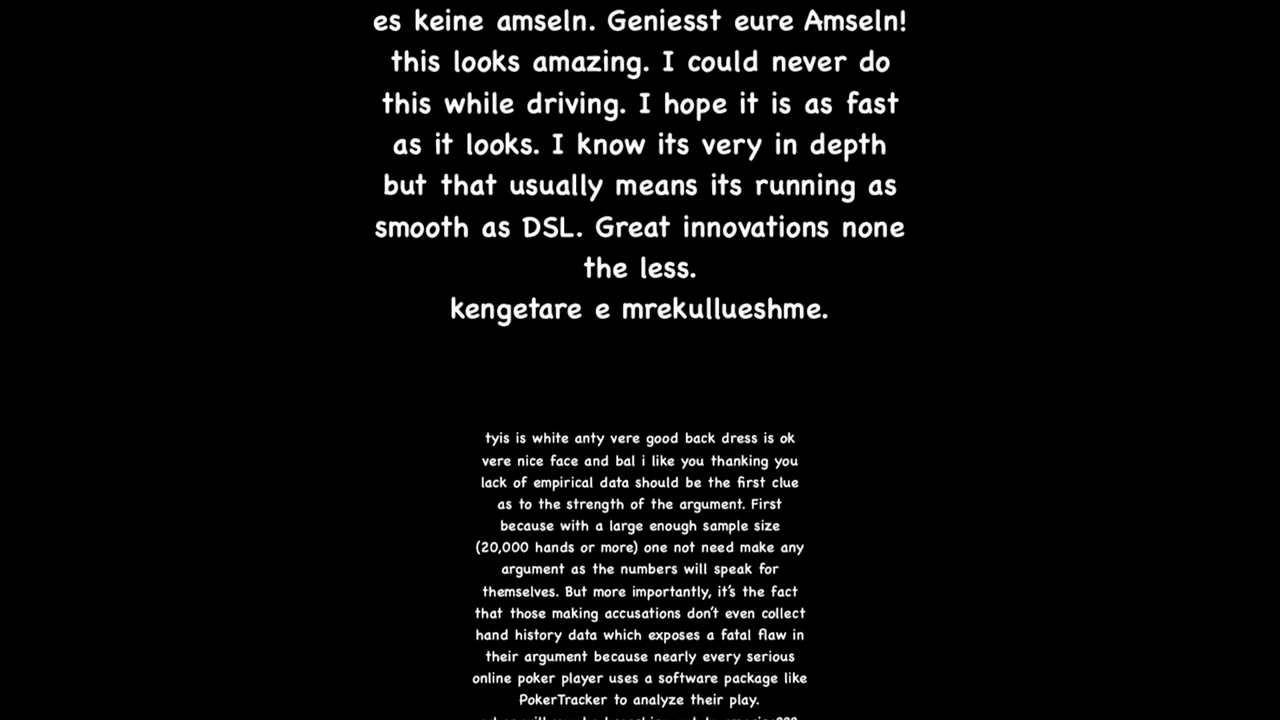 es keine amseln. Geniesst eure Amseln!
this looks amazing. I could never do
this while driving. I hope it is as fast
as it looks. I know its very in depth
but that usually means its running as
smooth as DSL. Great innovations none
the less.
kengetare e mrekullueshme.
tyis is white anty vere good back dress is ok
vere nice face and bal i like you thanking you
lack of empirical data should be the first clue
as to the strength of the argument. First
because with a large enough sample size
(20,000 hands or more) one not need make any
argument as the numbers will speak for
themselves. But more importantly, it's the fact
that those making accusations don't even collect
hand history data which exposes a fatal flaw in
their argument because nearly every serious
online poker player uses a software package like
PokerTracker to analyze their play.